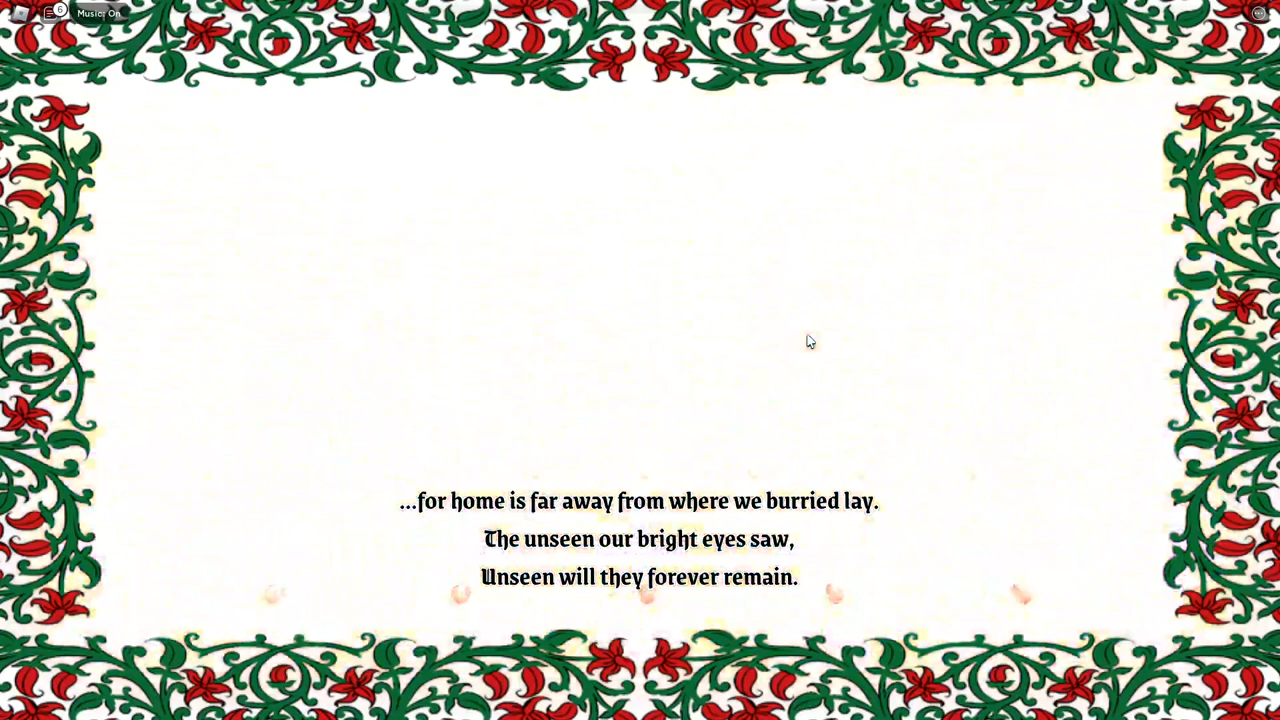 6
Music: On
...for home is far away from where we burried lay.
The unseen our bright eyes saw,
Unseen will they forever remain.